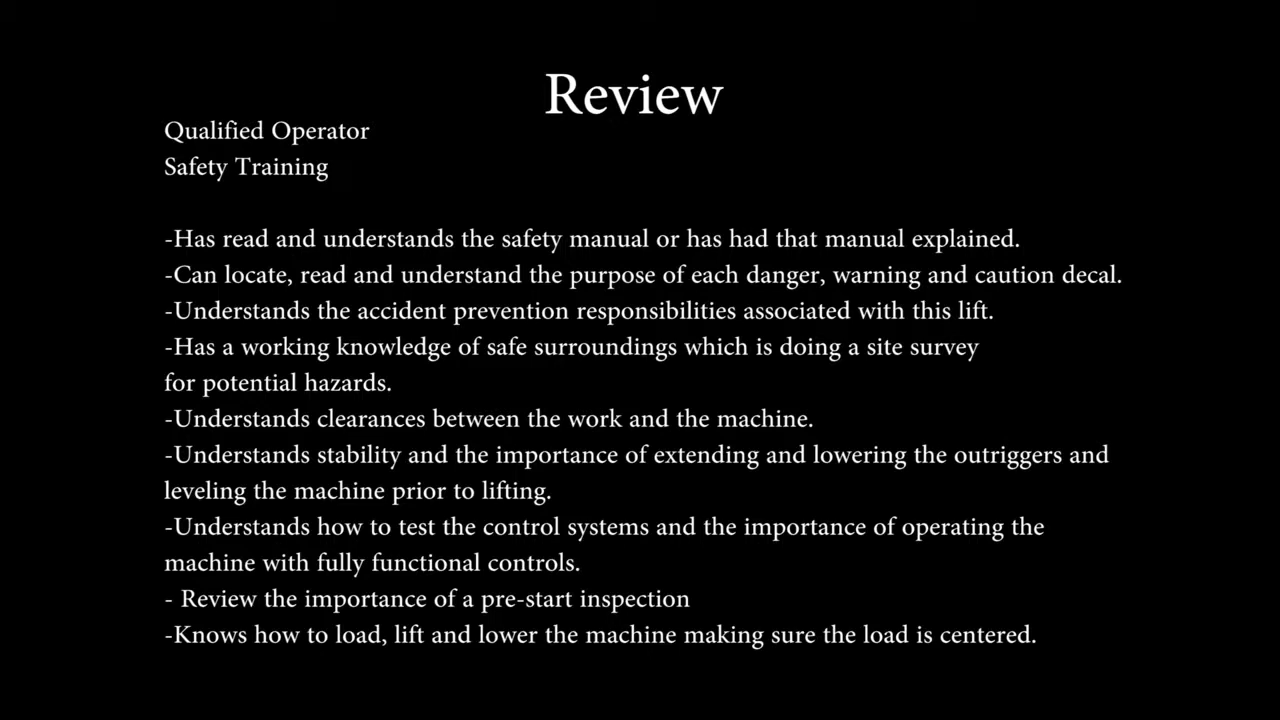 Review
Qualified Operator
Safety Training
-Has read and understands the safety manual or has had that manual explained.
-Can locate, read and understand the purpose of each danger, warning and caution decal.
-Understands the accident prevention responsibilities associated with this lift.
-Has a working knowledge of safe surroundings which is doing a site survey
for potential hazards.
-Understands clearances between the work and the machine.
-Understands stability and the importance of extending and lowering the outriggers and
leveling the machine prior to lifting.
-Understands how to test the control systems and the importance of operating the
machine with fully functional controls.
- Review the importance of a pre-start inspection
-Knows how to load, lift and lower the machine making sure the load is centered.